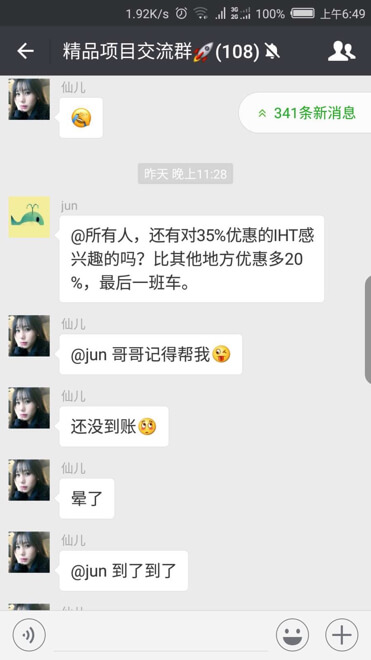 1.92K/s 3G 2G 100% 上午6:49
精品项目交流群🚀(108)
仙儿
341条新消息
昨天 晚上11:28
jun
@所有人，还有对35%优惠的IHT感
兴趣的吗？比其他地方优惠多20
%，最后一班车。
仙儿
@jun 哥哥记得帮我😜
仙儿
还没到账🥺
仙儿
晕了
仙儿
@jun 到了到了